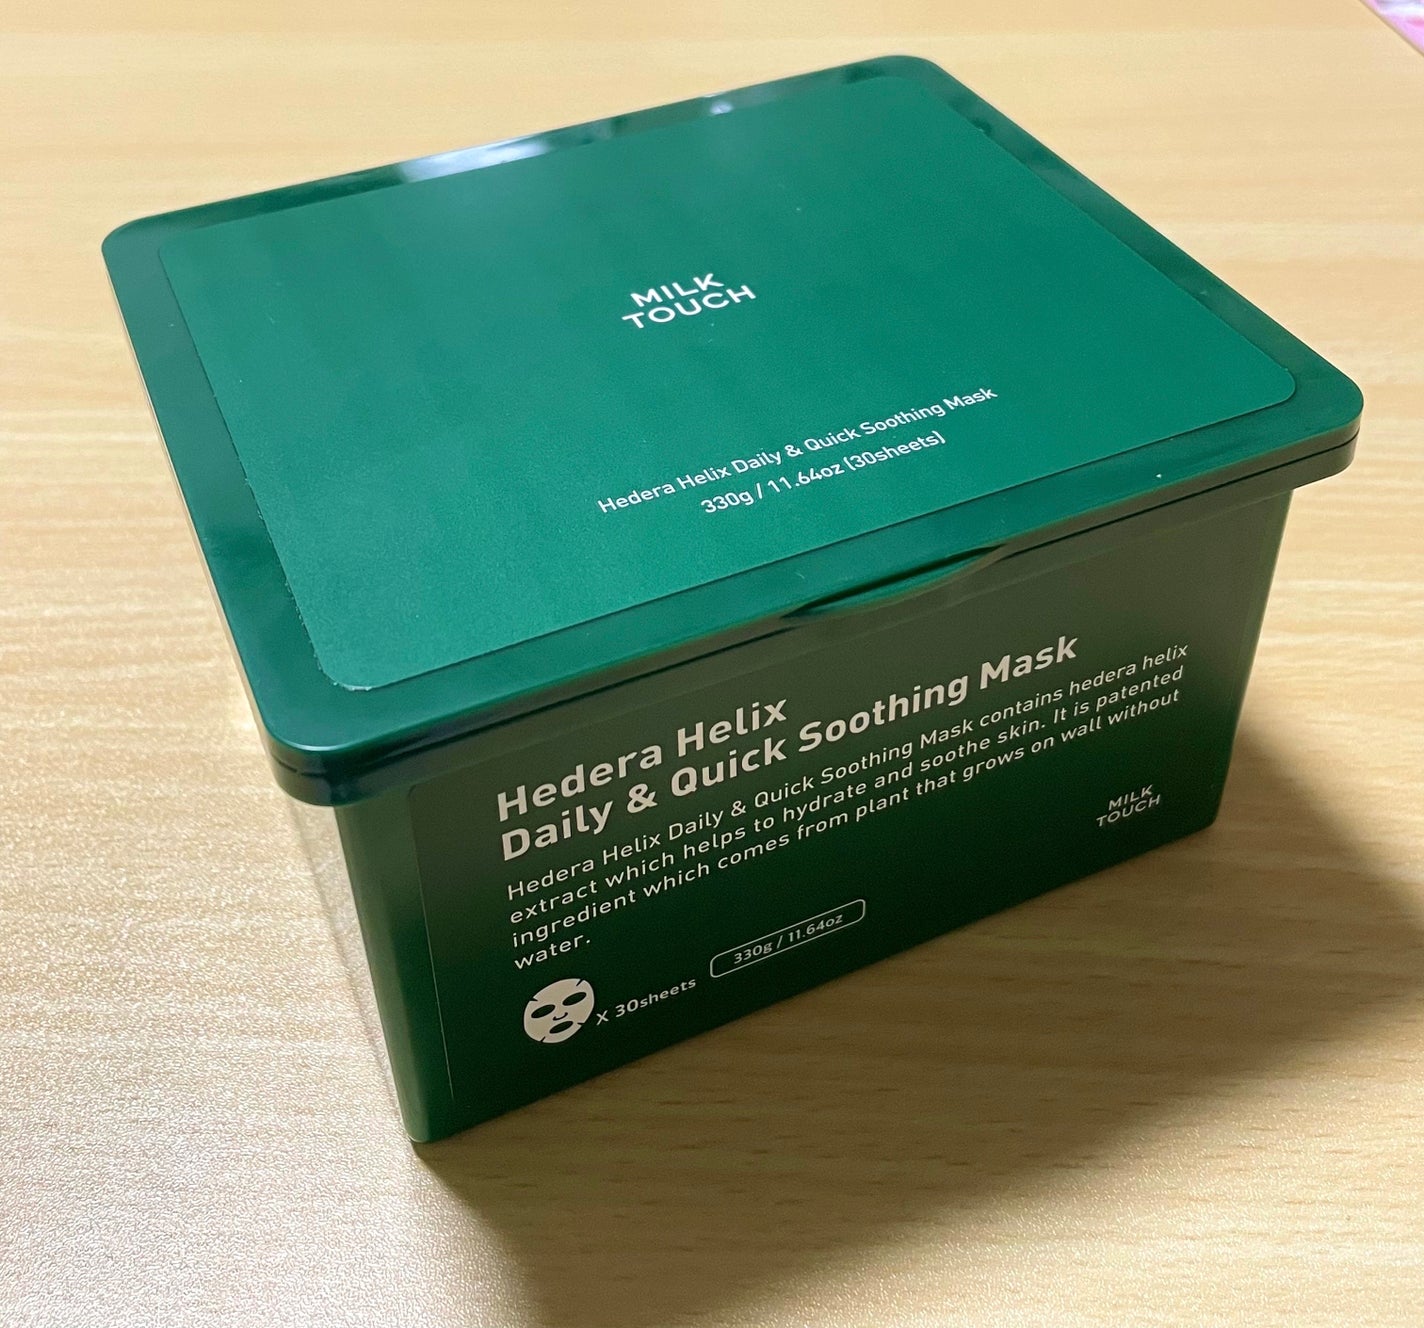 MILK
TOUCH
Hedera Helix Daily & Quick Soothing Mask
330g / 11.64oz (30sheets)
Hedera Helix
Daily & Quick Soothing Mask
Hedera Helix Daily & Quick Soothing Mask contains hedera helix
extract which helps to hydrate and soothe skin. It is patented
ingredient which comes from plant that grows on wall without
water.
MILK
TOUCH
X 30sheets
330g / 11.64oz